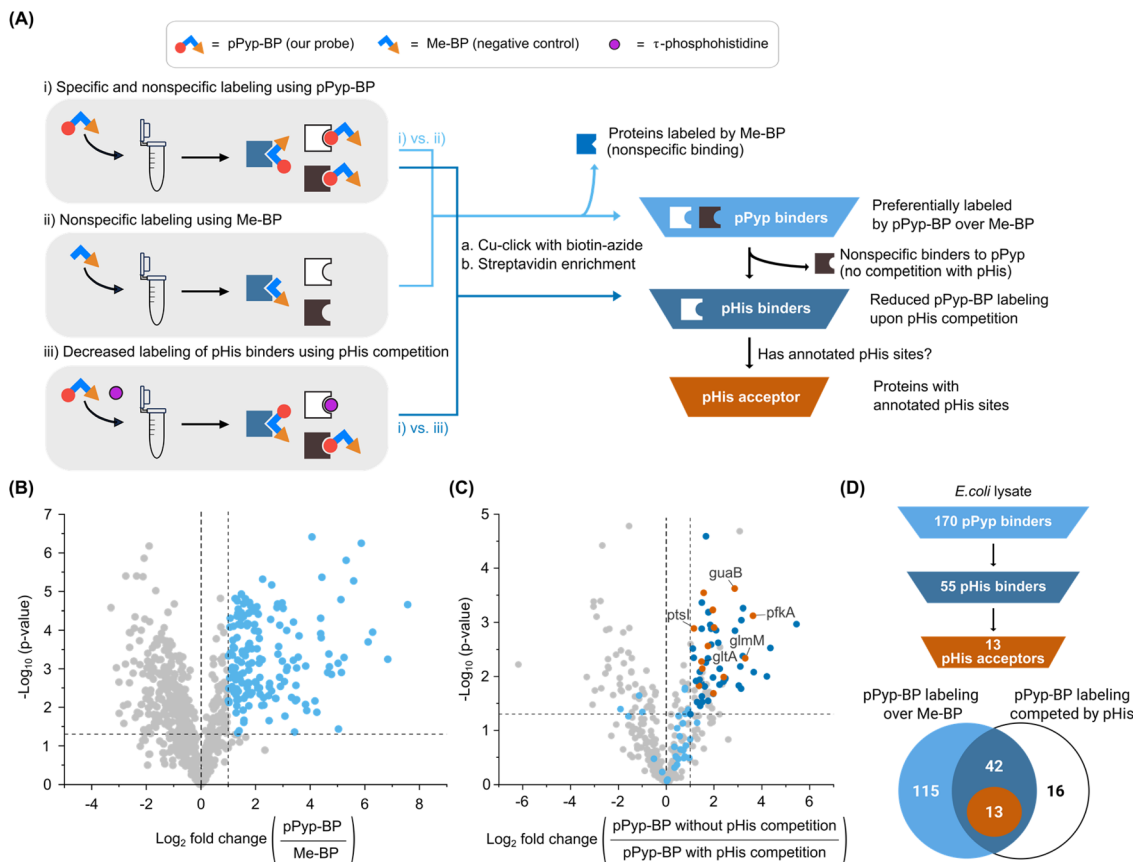 (A)
= pPyp-BP (our probe) = Me-BP (negative control) = τ-phosphohistidine
i) Specific and nonspecific labeling using pPyp-BP
i) vs. ii)
Proteins labeled by Me-BP
(nonspecific binding)
pPyp binders
Preferentially labeled
by pPyp-BP over Me-BP
ii) Nonspecific labeling using Me-BP
a. Cu-click with biotin-azide
b. Streptavidin enrichment
Nonspecific binders to pPyp
(no competition with pHis)
pHis binders
Reduced pPyp-BP labeling
upon pHis competition
iii) Decreased labeling of pHis binders using pHis competition
Has annotated pHis sites?
i) vs. iii)
pHis acceptor
Proteins with
annotated pHis sites
(B)
7
6
5
4
3
2
1
0
-Log10 (p-value)
-4 -2 0 2 4 6 8
Log2 fold change (pPyp-BP
Me-BP)
(C)
5
4
3
2
1
0
-Log10 (p-value)
guaB
ptsI
pfkA
glmM
gltA
-6 -4 -2 0 2 4 6
Log2 fold change (pPyp-BP without pHis competition
pPyp-BP with pHis competition)
(D)
E.coli lysate
170 pPyp binders
55 pHis binders
13
pHis acceptors
pPyp-BP labeling
over Me-BP
pPyp-BP labeling
competed by pHis
115
42
13
16